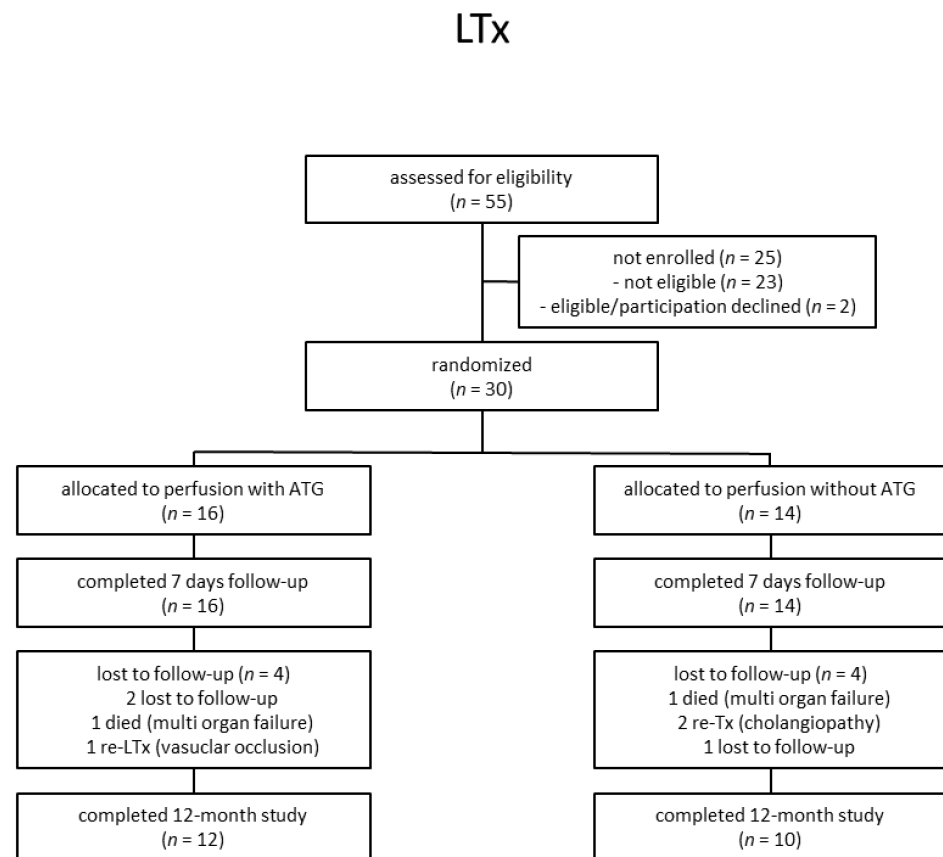 LTx
assessed for eligibility
(n = 55)
not enrolled (n = 25)
- not eligible (n = 23)
- eligible/participation declined (n = 2)
randomized
(n = 30)
allocated to perfusion with ATG
(n = 16)
allocated to perfusion without ATG
(n = 14)
completed 7 days follow-up
(n = 16)
completed 7 days follow-up
(n = 14)
lost to follow-up (n = 4)
2 lost to follow-up
1 died (multi organ failure)
1 re-LTx (vasuclar occlusion)
lost to follow-up (n = 4)
1 died (multi organ failure)
2 re-Tx (cholangiopathy)
1 lost to follow-up
completed 12-month study
(n = 12)
completed 12-month study
(n = 10)